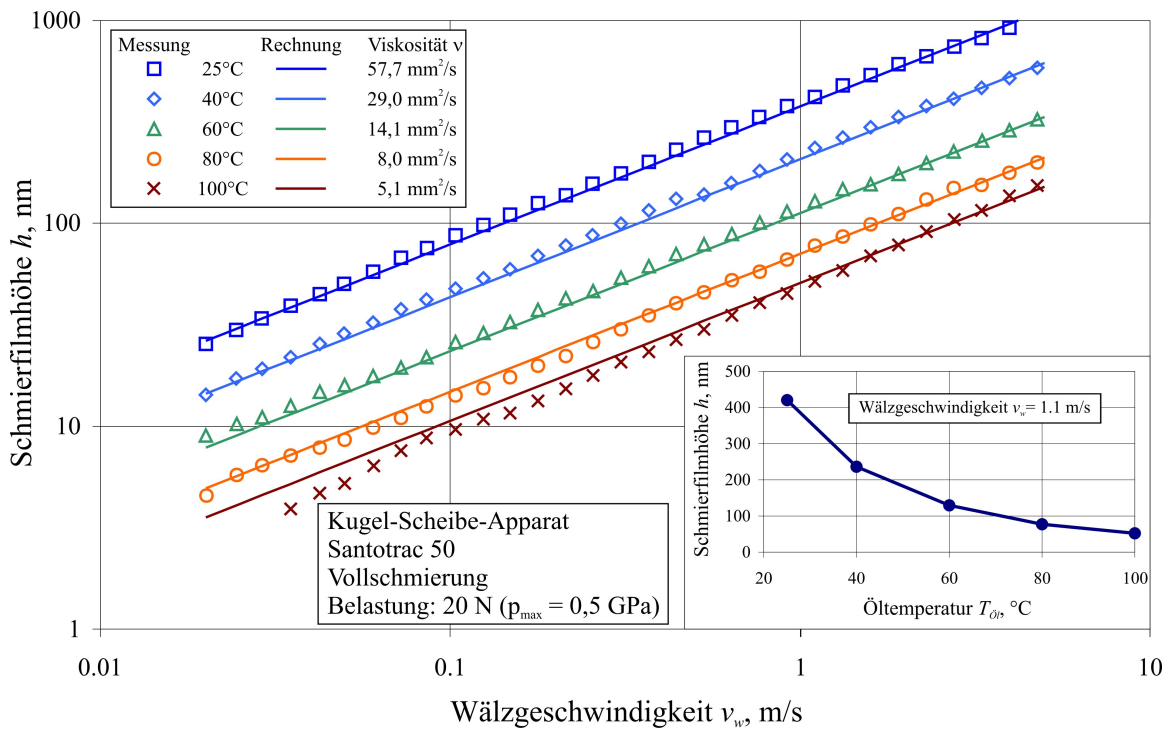 1000
100
10
1
Schmierfilmhöhe h, nm
Messung Rechnung Viskosität ν
25°C 57,7 mm²/s
40°C 29,0 mm²/s
60°C 14,1 mm²/s
80°C 8,0 mm²/s
100°C 5,1 mm²/s
Kugel-Scheibe-Apparat
Santotrac 50
Vollschmierung
Belastung: 20 N (pmax = 0,5 GPa)
500
400
300
200
100
0
Schmierfilmhöhe h, nm
Wälzgeschwindigkeit vw= 1.1 m/s
20 40 60 80 100
Öltemperatur TÖl, °C
0.01 0.1 1 10
Wälzgeschwindigkeit vw, m/s